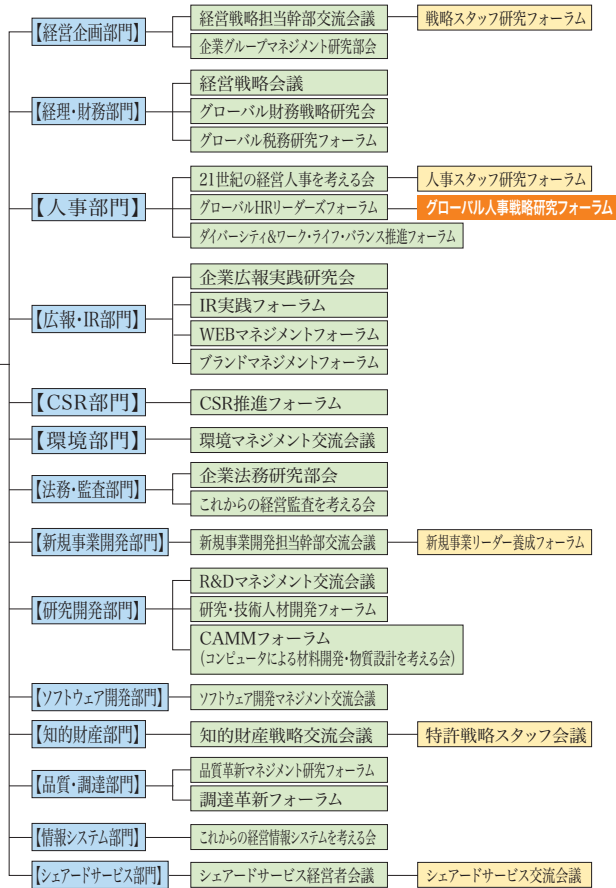 【経営企画部門】
経営戦略担当幹部交流会議
戦略スタッフ研究フォーラム
企業グループマネジメント研究部会
【経理・財務部門】
経営戦略会議
グローバル財務戦略研究会
グローバル税務研究フォーラム
【人事部門】
21世紀の経営人事を考える会
人事スタッフ研究フォーラム
グローバルHRリーダーズフォーラム
グローバル人事戦略研究フォーラム
ダイバーシティ&ワーク・ライフ・バランス推進フォーラム
【広報・IR部門】
企業広報実践研究会
IR実践フォーラム
WEBマネジメントフォーラム
ブランドマネジメントフォーラム
【CSR部門】
CSR推進フォーラム
【環境部門】
環境マネジメント交流会議
【法務・監査部門】
企業法務研究部会
これからの経営監査を考える会
【新規事業開発部門】
新規事業開発担当幹部交流会議
新規事業リーダー養成フォーラム
【研究開発部門】
R&Dマネジメント交流会議
研究・技術人材開発フォーラム
CAMMフォーラム
(コンピュータによる材料開発・物質設計を考える会)
【ソフトウェア開発部門】
ソフトウェア開発マネジメント交流会議
【知的財産部門】
知的財産戦略交流会議
特許戦略スタッフ会議
【品質・調達部門】
品質革新マネジメント研究フォーラム
調達革新フォーラム
【情報システム部門】
これからの経営情報システムを考える会
【シェアードサービス部門】
シェアードサービス経営者会議
シェアードサービス交流会議